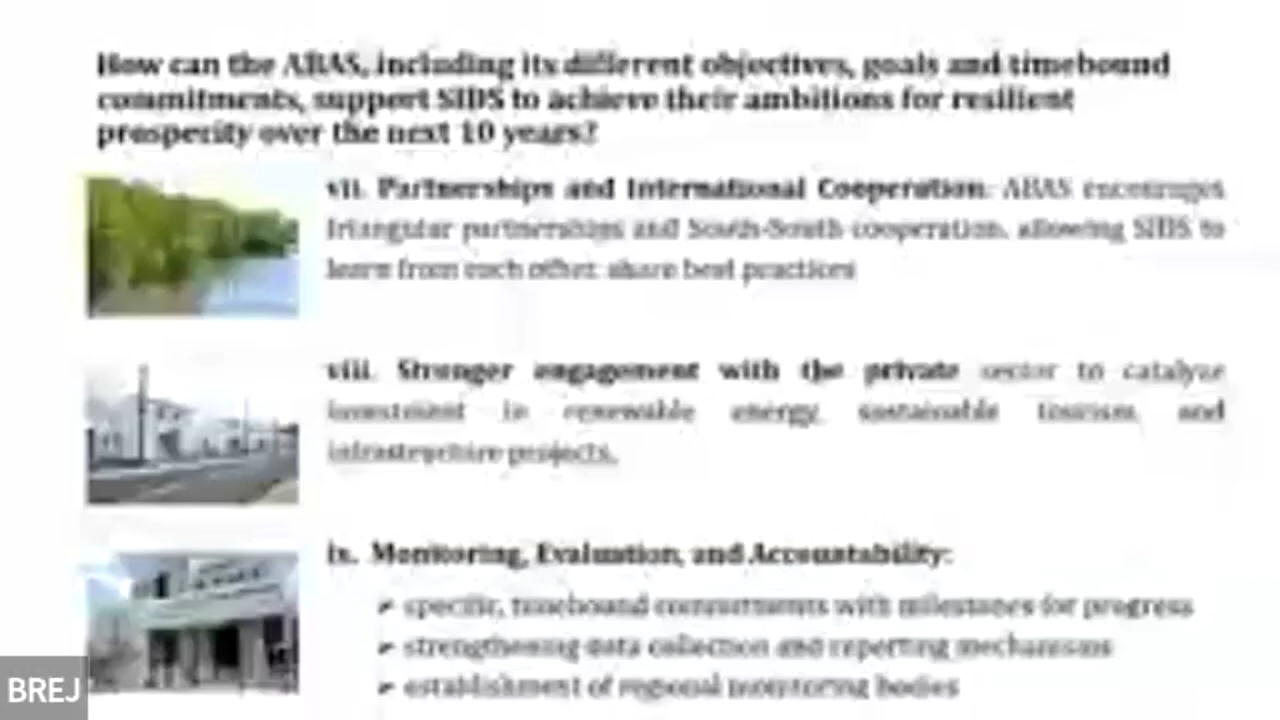 How can the ABAS, including its different objectives, goals and timebound
commitments, support SIDS to achieve their ambitions for resilient
prosperity over the next 10 years?
vii. Partnerships and International Cooperation: ABAS encourages
triangular partnerships and South-South cooperation, allowing SIDS to
learn from each other, share best practices
viii. Stronger engagement with the private sector to catalyze
investment in renewable energy, sustainable tourism, and
infrastructure projects.
ix. Monitoring, Evaluation, and Accountability:
➢ specific, timebound commitments with milestones for progress
➢ strengthening data collection and reporting mechanisms
➢ establishment of regional monitoring bodies
BREJ